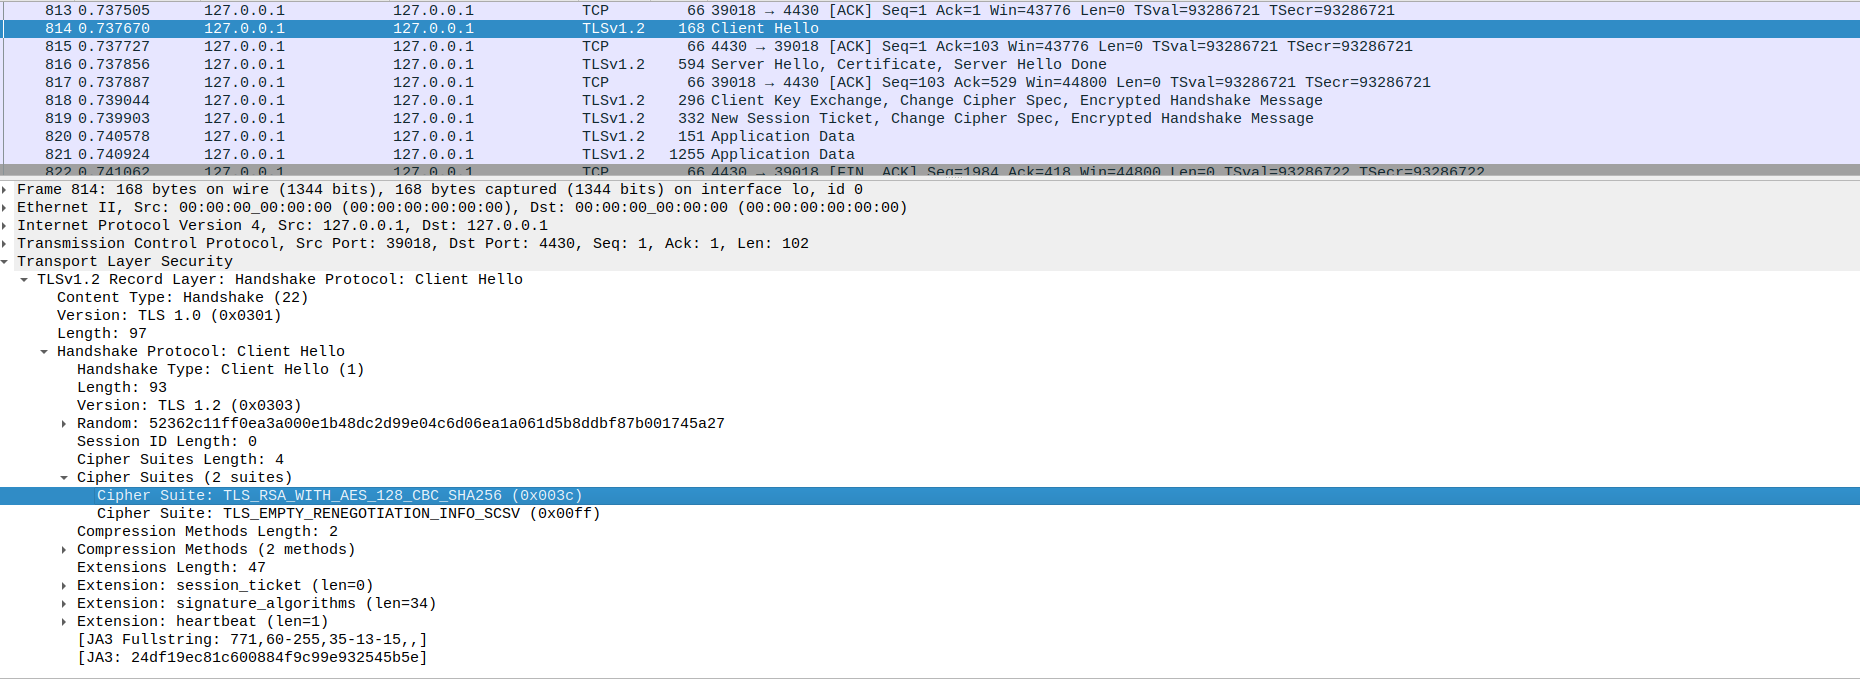 813 0.737505 127.0.0.1 127.0.0.1 TCP 66 39018 → 4430 [ACK] Seq=1 Ack=1 Win=43776 Len=0 TSval=93286721 TSecr=93286721
814 0.737670 127.0.0.1 127.0.0.1 TLSv1.2 168 Client Hello
815 0.737727 127.0.0.1 127.0.0.1 TCP 66 4430 → 39018 [ACK] Seq=1 Ack=103 Win=43776 Len=0 TSval=93286721 TSecr=93286721
816 0.737856 127.0.0.1 127.0.0.1 TLSv1.2 594 Server Hello, Certificate, Server Hello Done
817 0.737887 127.0.0.1 127.0.0.1 TCP 66 39018 → 4430 [ACK] Seq=103 Ack=529 Win=44800 Len=0 TSval=93286721 TSecr=93286721
818 0.739044 127.0.0.1 127.0.0.1 TLSv1.2 296 Client Key Exchange, Change Cipher Spec, Encrypted Handshake Message
819 0.739903 127.0.0.1 127.0.0.1 TLSv1.2 332 New Session Ticket, Change Cipher Spec, Encrypted Handshake Message
820 0.740578 127.0.0.1 127.0.0.1 TLSv1.2 151 Application Data
821 0.740924 127.0.0.1 127.0.0.1 TLSv1.2 1255 Application Data
822 0.741062 127.0.0.1 127.0.0.1 TCP 66 4430 → 39018 [FIN, ACK] Seq=1984 Ack=418 Win=44800 Len=0 TSval=93286722 TSecr=93286722
Frame 814: 168 bytes on wire (1344 bits), 168 bytes captured (1344 bits) on interface lo, id 0
Ethernet II, Src: 00:00:00_00:00:00 (00:00:00:00:00:00), Dst: 00:00:00_00:00:00 (00:00:00:00:00:00)
Internet Protocol Version 4, Src: 127.0.0.1, Dst: 127.0.0.1
Transmission Control Protocol, Src Port: 39018, Dst Port: 4430, Seq: 1, Ack: 1, Len: 102
Transport Layer Security
TLSv1.2 Record Layer: Handshake Protocol: Client Hello
Content Type: Handshake (22)
Version: TLS 1.0 (0x0301)
Length: 97
Handshake Protocol: Client Hello
Handshake Type: Client Hello (1)
Length: 93
Version: TLS 1.2 (0x0303)
Random: 52362c11ff0ea3a000e1b48dc2d99e04c6d06ea1a061d5b8ddbf87b001745a27
Session ID Length: 0
Cipher Suites Length: 4
Cipher Suites (2 suites)
Cipher Suite: TLS_RSA_WITH_AES_128_CBC_SHA256 (0x003c)
Cipher Suite: TLS_EMPTY_RENEGOTIATION_INFO_SCSV (0x00ff)
Compression Methods Length: 2
Compression Methods (2 methods)
Extensions Length: 47
Extension: session_ticket (len=0)
Extension: signature_algorithms (len=34)
Extension: heartbeat (len=1)
[JA3 Fullstring: 771,60-255,35-13-15,,]
[JA3: 24df19ec81c600884f9c99e932545b5e]